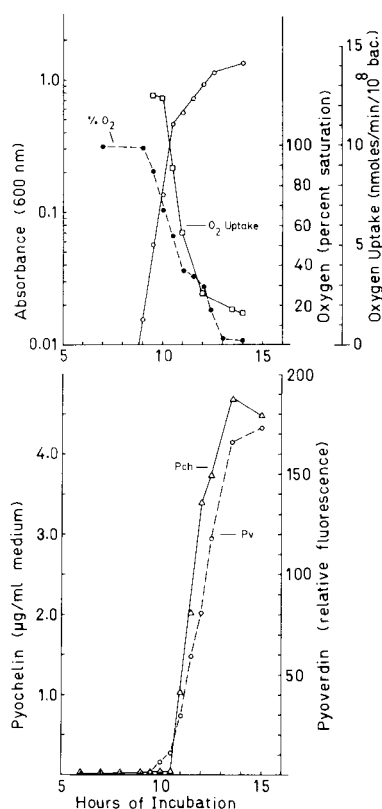 1.0
0.1
0.01
Absorbance (600 nm)
% O2
O2 Uptake
100
80
60
40
20
Oxygen (percent saturation)
15
10
5
0
Oxygen Uptake (nmoles/min/10^8 bac.)
5
10
15
4.0
3.0
2.0
1.0
Pyochelin (µg/ml medium)
Pch
Pv
200
150
100
50
Pyoverdin (relative fluorescence)
5
10
15
Hours of Incubation